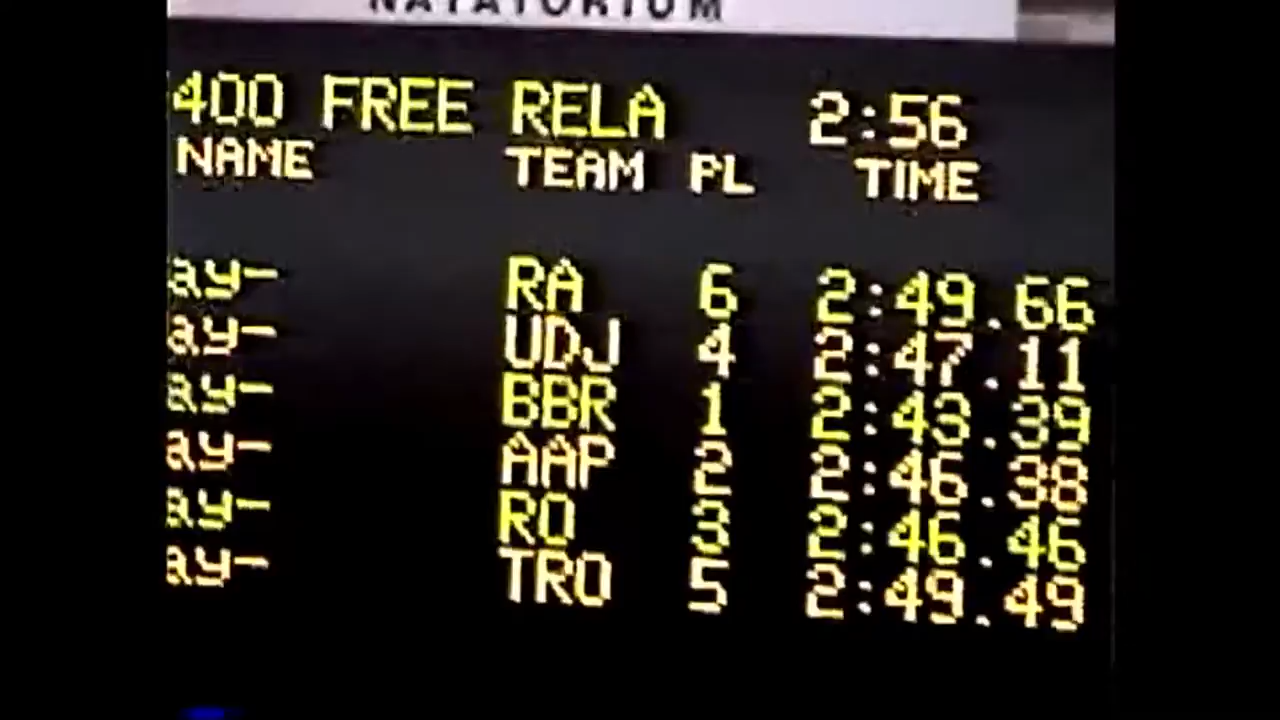 NATATORIUM
400 FREE RELA 2:56
NAME TEAM PL TIME
ay- RA 6 2:49.66
ay- UDJ 4 2:47.11
ay- BBR 1 2:43.39
ay- AAP 2 2:46.38
ay- RO 3 2:46.46
ay- TRO 5 2:49.49